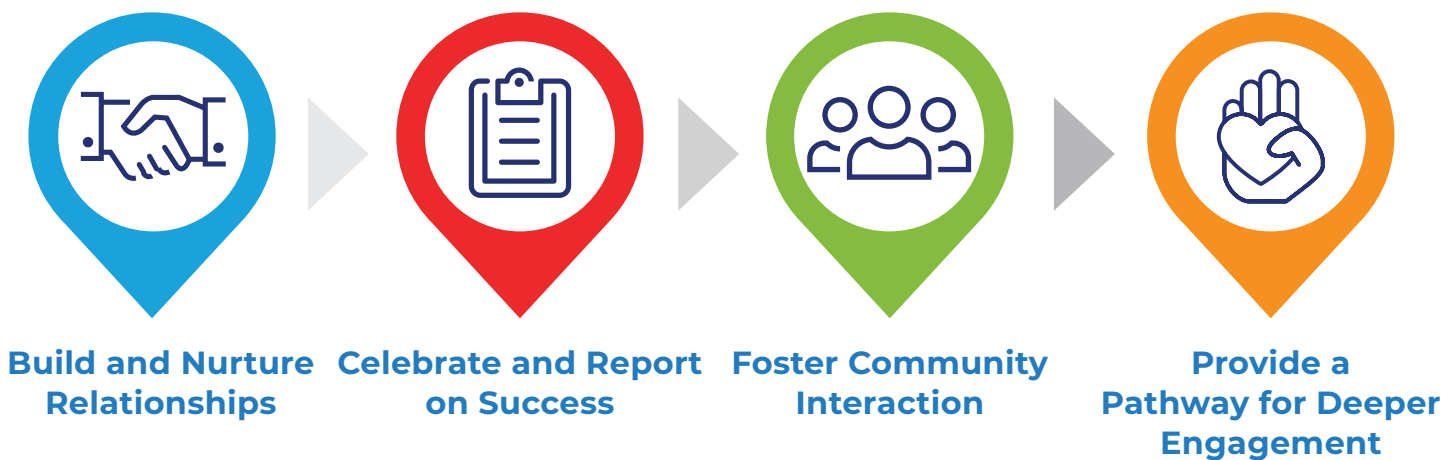 Build and Nurture
Relationships
Celebrate and Report
on Success
Foster Community
Interaction
Provide a
Pathway for Deeper
Engagement